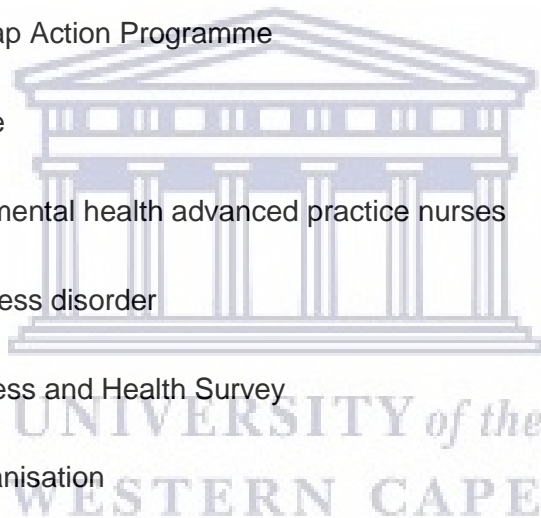 ap Action Programme
e
mental health advanced practice nurses
ess disorder
ess and Health Survey
UNIVERSITY of the
anisation
WESTERN CAPE